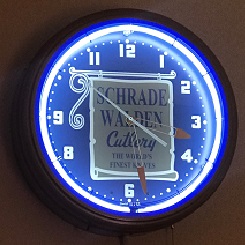 12
11
1
10
2
9
3
8
4
7
5
6
SCHRADE
WALDEN
Cutlery
THE WORLD'S
FINEST KNIVES